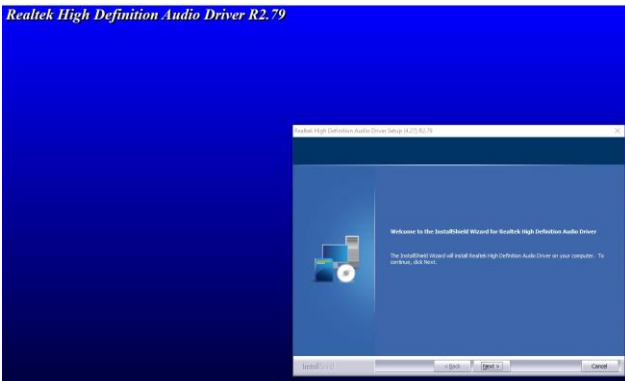 Realtek High Definition Audio Driver R2.79
Realtek High Definition Audio Driver Setup (4.27) R2.79
Welcome to the InstallShield Wizard for Realtek High Definition Audio Driver
The InstallShield Wizard will install Realtek High Definition Audio Driver on your computer. To
continue, click Next.
InstallShield
< Back
Next >
Cancel